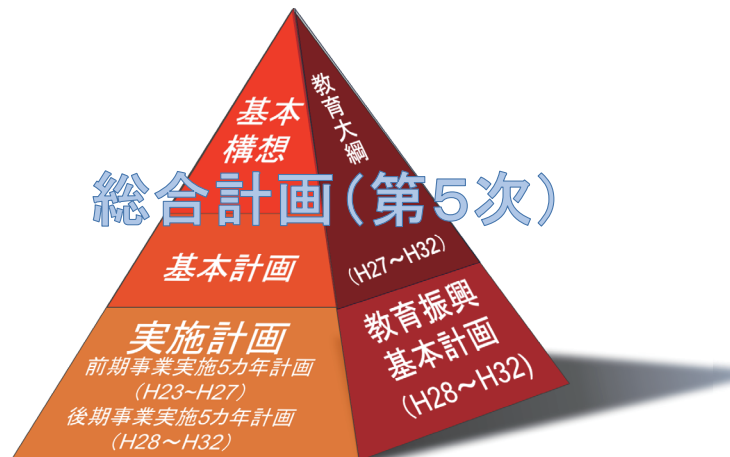 基本
構想
総合計画（第５次）
基本計画
実施計画
前期事業実施5カ年計画
（H23~H27）
後期事業実施5カ年計画
（H28～H32）
教育大綱
（H27～H32）
教育振興
基本計画
（H28～H32）